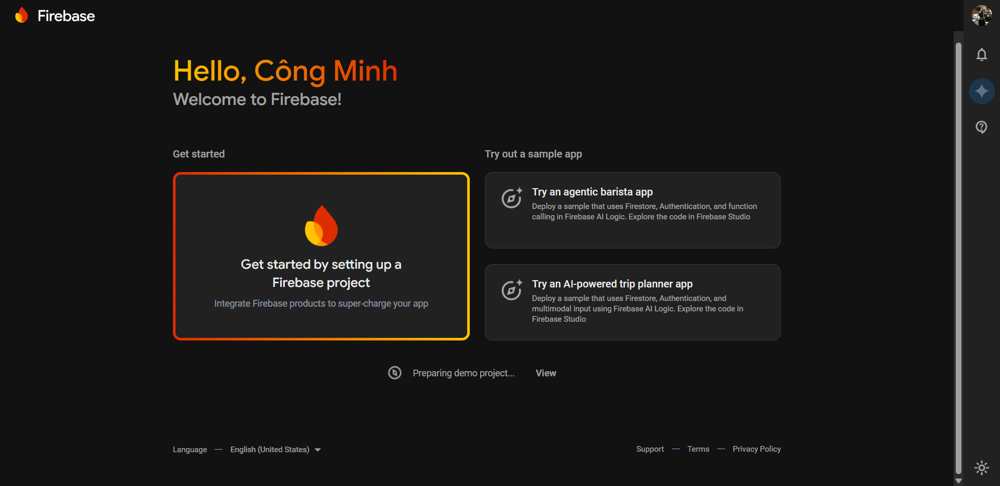 Firebase
Hello, Công Minh
Welcome to Firebase!
Get started
Get started by setting up a
Firebase project
Integrate Firebase products to super-charge your app
Try out a sample app
Try an agentic barista app
Deploy a sample that uses Firestore, Authentication, and function
calling in Firebase AI Logic. Explore the code in Firebase Studio
Try an AI-powered trip planner app
Deploy a sample that uses Firestore, Authentication, and
multimodal input using Firebase AI Logic. Explore the code in
Firebase Studio
Preparing demo project... View
Language — English (United States)
Support — Terms — Privacy Policy